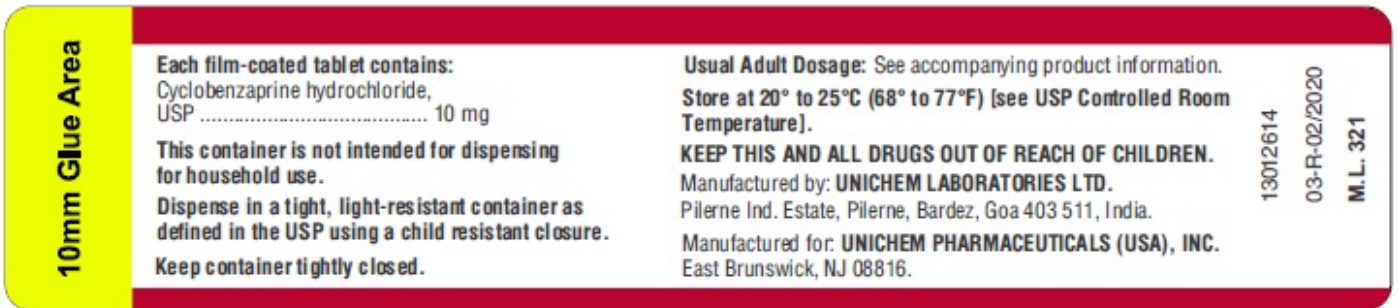 10mm Glue Area
Each film-coated tablet contains:
Cyclobenzaprine hydrochloride,
USP ......................................... 10 mg
This container is not intended for dispensing
for household use.
Dispense in a tight, light-resistant container as
defined in the USP using a child resistant closure.
Keep container tightly closed.
Usual Adult Dosage: See accompanying product information.
Store at 20° to 25°C (68° to 77°F) [see USP Controlled Room
Temperature].
KEEP THIS AND ALL DRUGS OUT OF REACH OF CHILDREN.
Manufactured by: UNICHEM LABORATORIES LTD.
Pilerne Ind. Estate, Pilerne, Bardez, Goa 403 511, India.
Manufactured for: UNICHEM PHARMACEUTICALS (USA), INC.
East Brunswick, NJ 08816.
13012614
03-R-02/2020
M.L. 321